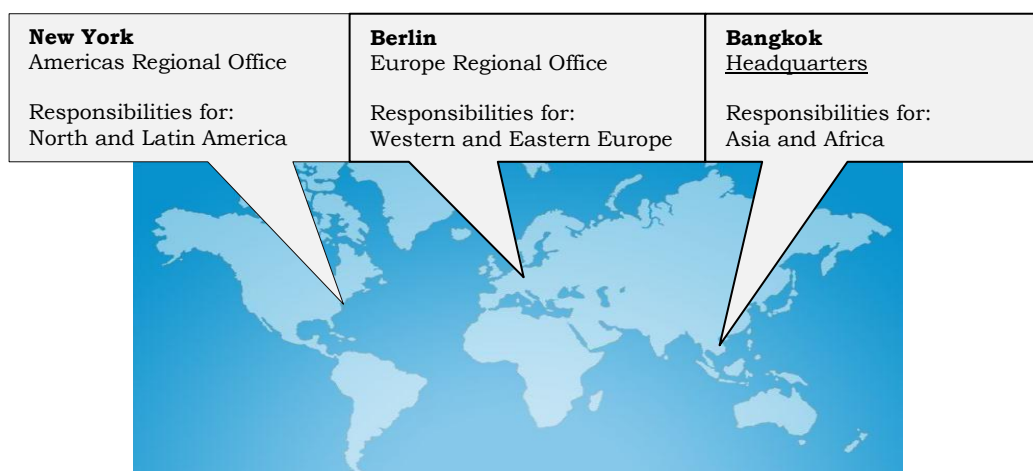 New York
Americas Regional Office
Responsibilities for:
North and Latin America
Berlin
Europe Regional Office
Responsibilities for:
Western and Eastern Europe
Bangkok
Headquarters
Responsibilities for:
Asia and Africa